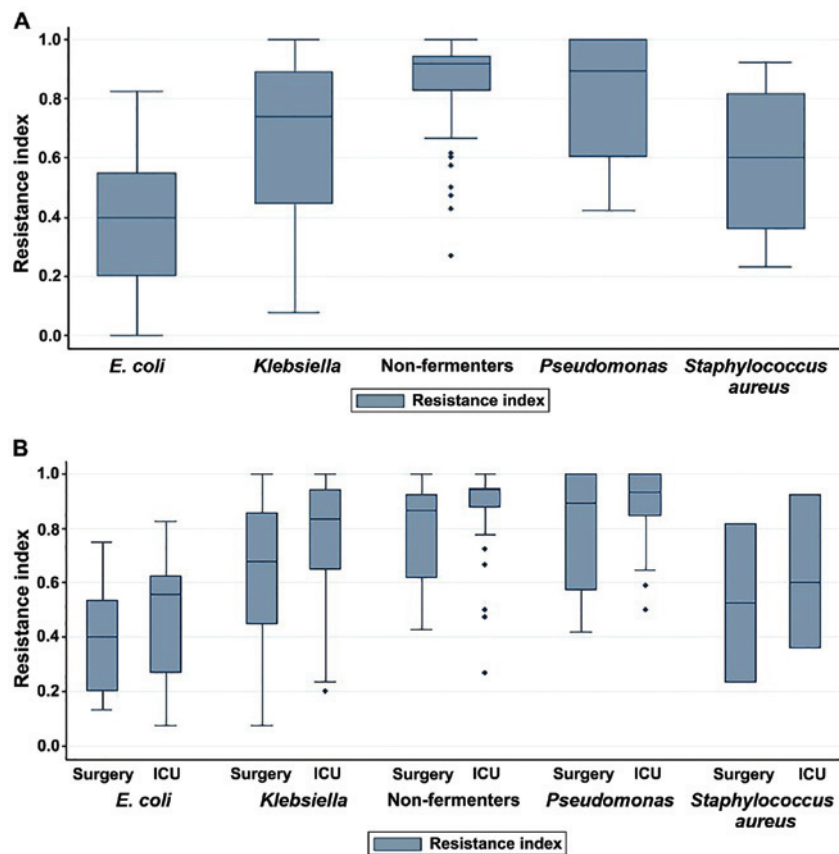 A
Resistance index
1.0
0.8
0.6
0.4
0.2
0.0
E. coli Klebsiella Non-fermenters Pseudomonas Staphylococcus
aureus
Resistance index
B
Resistance index
1.0
0.8
0.6
0.4
0.2
0.0
Surgery ICU Surgery ICU Surgery ICU Surgery ICU Surgery ICU
E. coli Klebsiella Non-fermenters Pseudomonas Staphylococcus
aureus
Resistance index